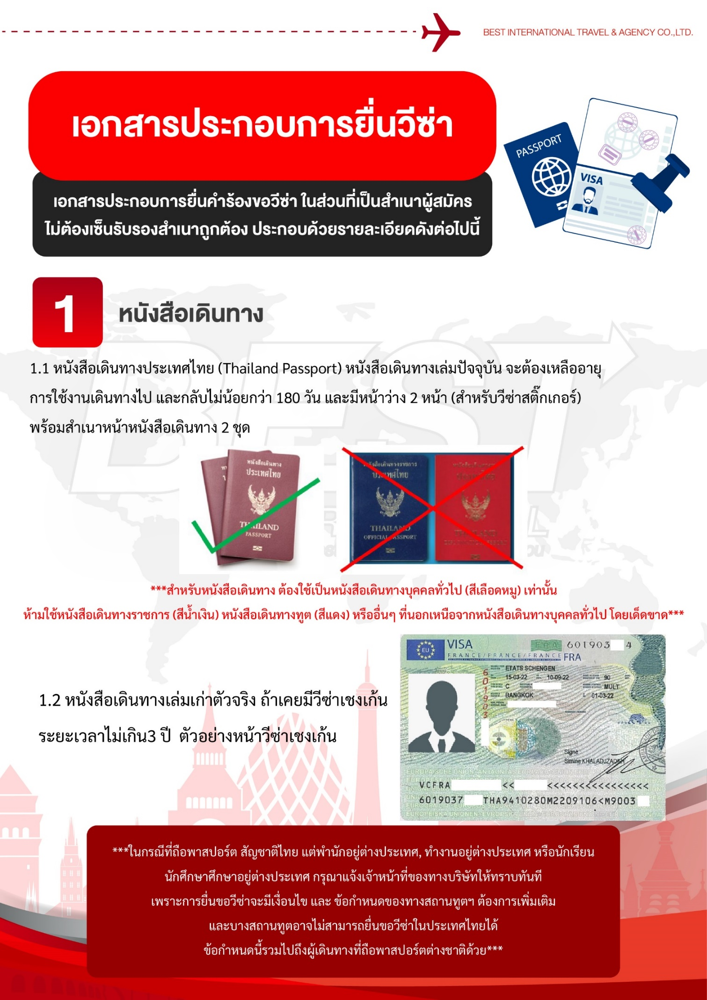 BEST INTERNATIONAL TRAVEL & AGENCY CO.,LTD.
เอกสารประกอบการยื่นวีซ่า
PASSPORT
VISA
เอกสารประกอบการยื่นคำร้องขอวีซ่า ในส่วนที่เป็นสำเนาผู้สมัคร
ไม่ต้องเซ็นรับรองสำเนาถูกต้อง ประกอบด้วยรายละเอียดดังต่อไปนี้
1
หนังสือเดินทาง
1.1 หนังสือเดินทางประเทศไทย (Thailand Passport) หนังสือเดินทางเล่มปัจจุบัน จะต้องเหลืออายุ
การใช้งานเดินทางไป และกลับไม่น้อยกว่า 180 วัน และมีหน้าว่าง 2 หน้า (สำหรับวีซ่าสติ๊กเกอร์)
พร้อมสำเนาหน้าหนังสือเดินทาง 2 ชุด
BEST
หนังสือเดินทาง
ประเทศไทย
THAILAND
PASSPORT
หนังสือเดินทางราชการ
ประเทศไทย
THAILAND
OFFICIAL PASSPORT
***สำหรับหนังสือเดินทาง ต้องใช้เป็นหนังสือเดินทางบุคคลทั่วไป (สีเลือดหมู) เท่านั้น
ห้ามใช้หนังสือเดินทางราชการ (สีน้ำเงิน) หนังสือเดินทางทูต (สีแดง) หรืออื่นๆ ที่นอกเหนือจากหนังสือเดินทางบุคคลทั่วไป โดยเด็ดขาด***
1.2 หนังสือเดินทางเล่มเก่าตัวจริง ถ้าเคยมีวีซ่าเชงเก้น
ระยะเวลาไม่เกิน3 ปี ตัวอย่างหน้าวีซ่าเชงเก้น
EU
VISA
FRA
601903 4
FRANCE/FRANCE/FRANCE FRA
601903
ETATS SCHENGEN
15-03-22 10-09-22 90
C MULT
BANGKOK 01-03-22
Signé
Simine KHALADJZADEH
VCFRA << <<<<<<<<<<<<<<<<
6019037 THA9410280M2209106<M9003
***ในกรณีที่ถือพาสปอร์ต สัญชาติไทย แต่พำนักอยู่ต่างประเทศ, ทำงานอยู่ต่างประเทศ หรือนักเรียน
นักศึกษาศึกษาอยู่ต่างประเทศ กรุณาแจ้งเจ้าหน้าที่ของทางบริษัทให้ทราบทันที
เพราะการยื่นขอวีซ่าจะมีเงื่อนไข และ ข้อกำหนดของทางสถานทูตฯ ต้องการเพิ่มเติม
และบางสถานทูตอาจไม่สามารถยื่นขอวีซ่าในประเทศไทยได้
ข้อกำหนดนี้รวมไปถึงผู้เดินทางที่ถือพาสปอร์ตต่างชาติด้วย***